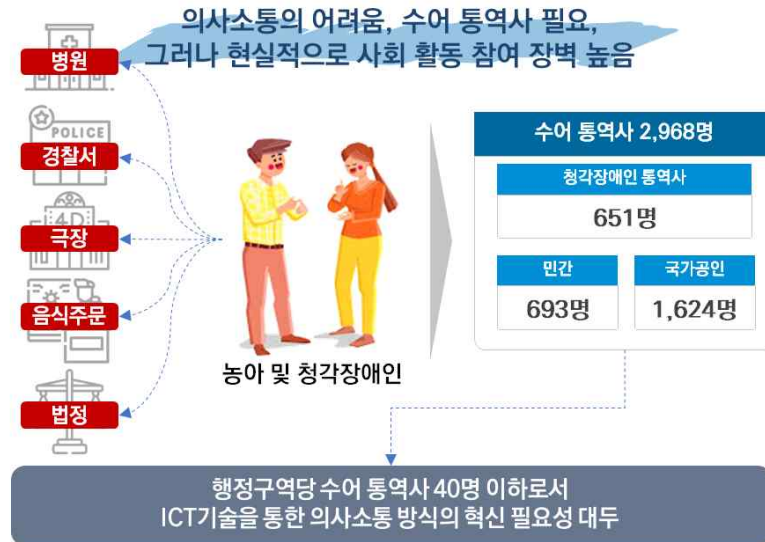 의사소통의 어려움, 수어 통역사 필요,
그러나 현실적으로 사회 활동 참여 장벽 높음
병원
POLICE
경찰서
4D
극장
음식주문
법정
농아 및 청각장애인
수어 통역사 2,968명
청각장애인 통역사
651명
민간
국가공인
693명
1,624명
행정구역당 수어 통역사 40명 이하로서
ICT기술을 통한 의사소통 방식의 혁신 필요성 대두